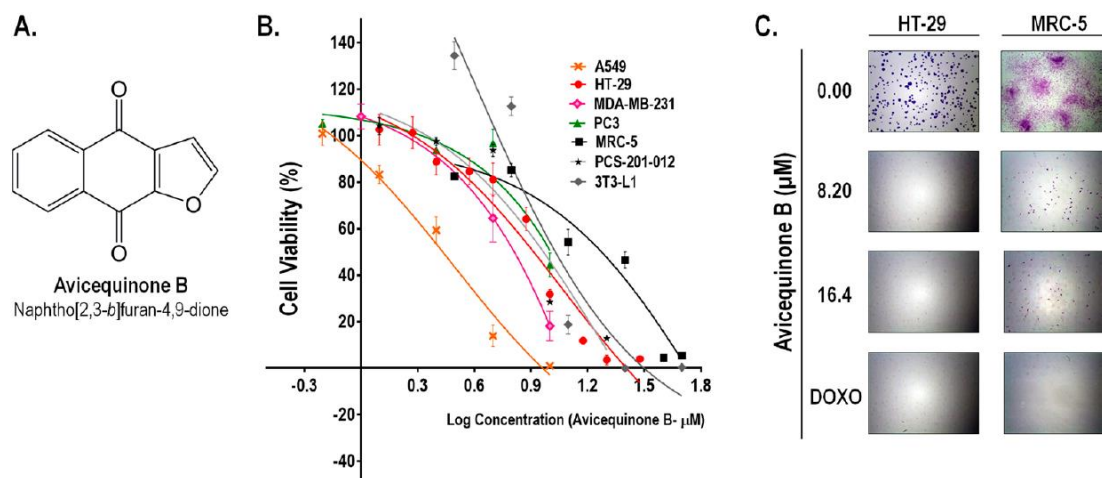 A.
O
O
O
Avicequinone B
Naphtho[2,3-b]furan-4,9-dione
B.
Cell Viability (%)
140
120
100
80
60
40
20
-20
-40
-0.3
0.3
0.6
0.9
1.2
1.5
1.8
Log Concentration (Avicequinone B- μM)
A549
HT-29
MDA-MB-231
PC3
MRC-5
PCS-201-012
3T3-L1
C.
HT-29 MRC-5
Avicequinone B (μM)
0.00
8.20
16.4
DOXO